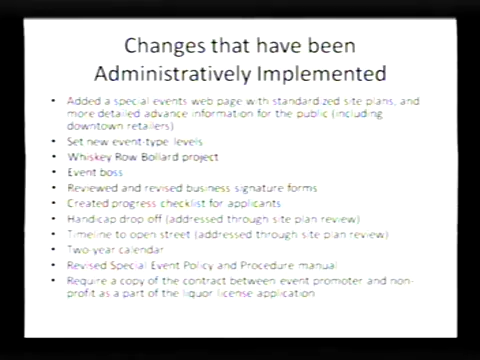 Changes that have been
Administratively Implemented
• Added a special events web page with standardized site plans, and
more detailed advance information for the public (including
downtown retailers)
• Set new event-type levels
• Whiskey Row Bollard project
• Event boss
• Reviewed and revised business signature forms
• Created progress checklist for applicants
• Handicap drop off (addressed through site plan review)
• Timeline to open street (addressed through site plan review)
• Two-year calendar
• Revised Special Event Policy and Procedure manual
• Require a copy of the contract between event promoter and non-
profit as a part of the liquor license application